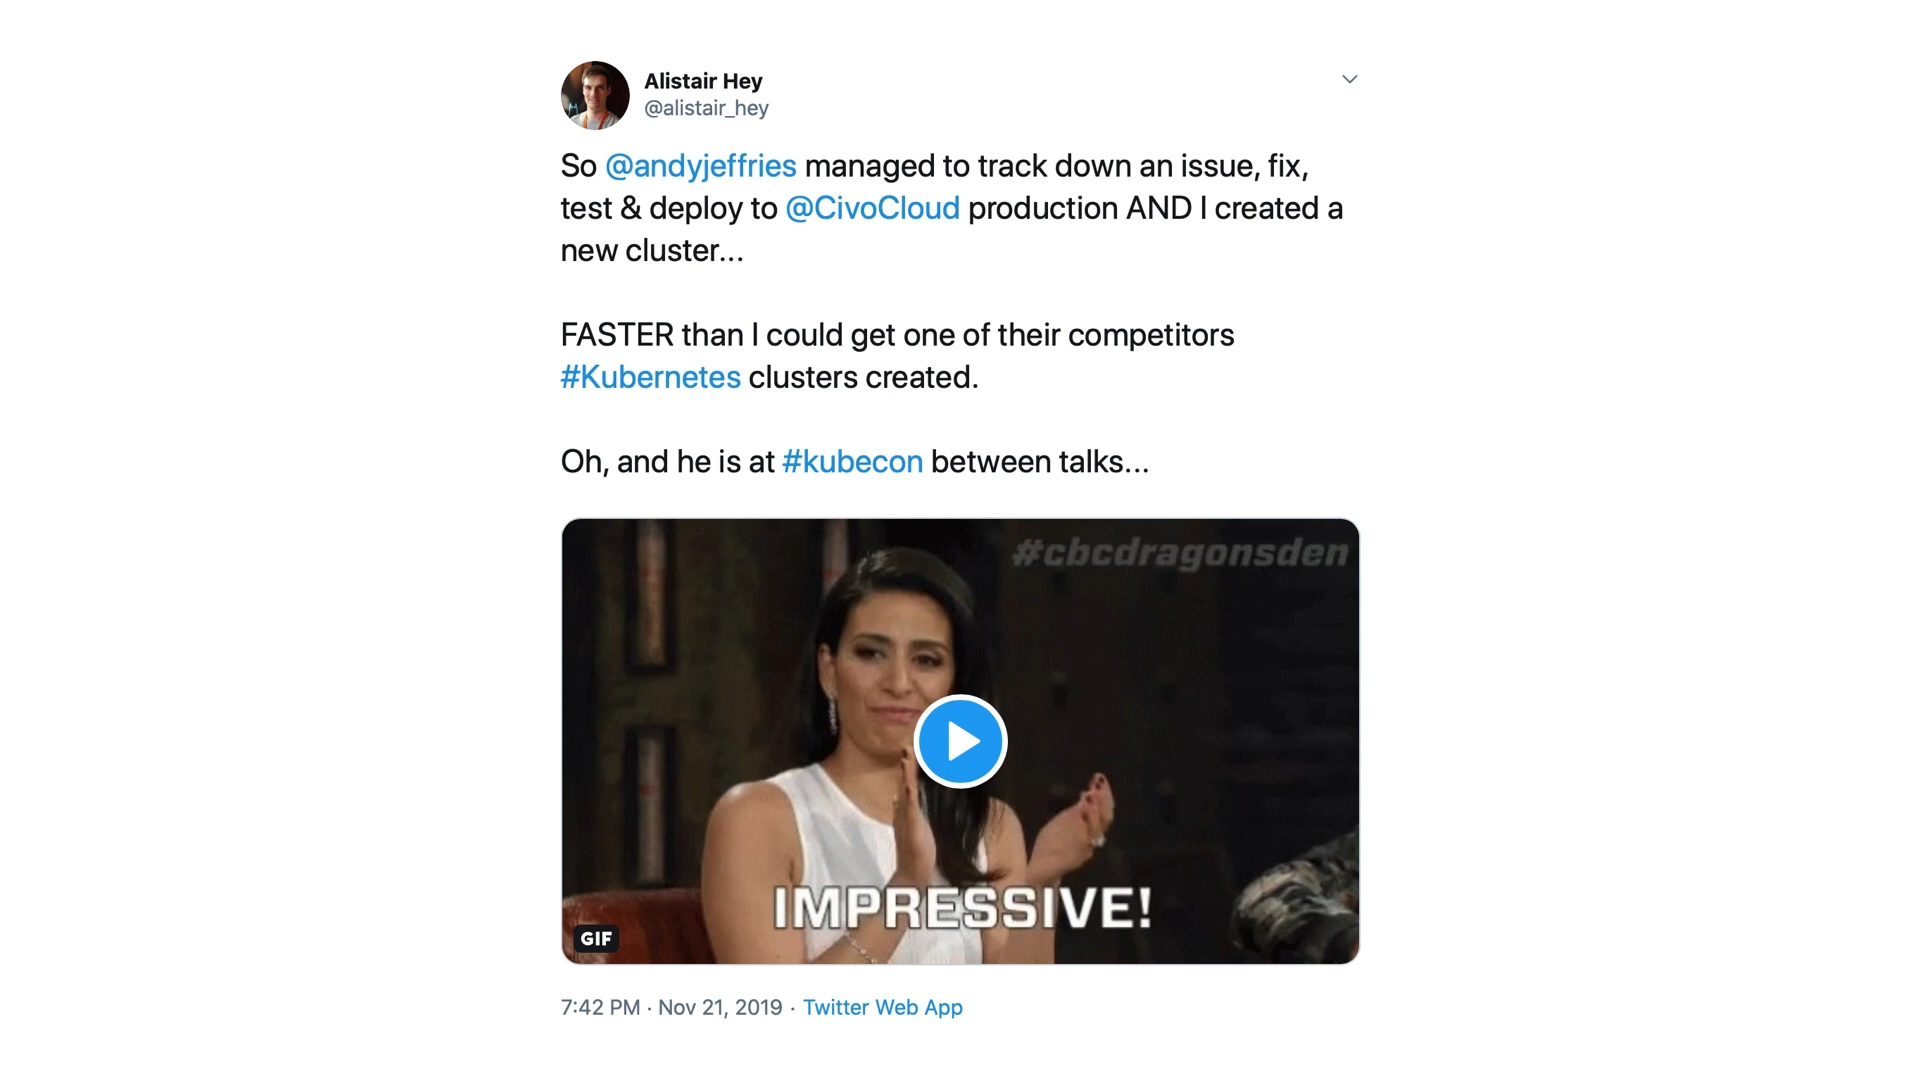 Alistair Hey
@alistair_hey
So @andyjeffries managed to track down an issue, fix,
test & deploy to @CivoCloud production AND I created a
new cluster...
FASTER than I could get one of their competitors
#Kubernetes clusters created.
Oh, and he is at #kubecon between talks...
#cbcdragonsden
IMPRESSIVE!
GIF
7:42 PM · Nov 21, 2019 · Twitter Web App